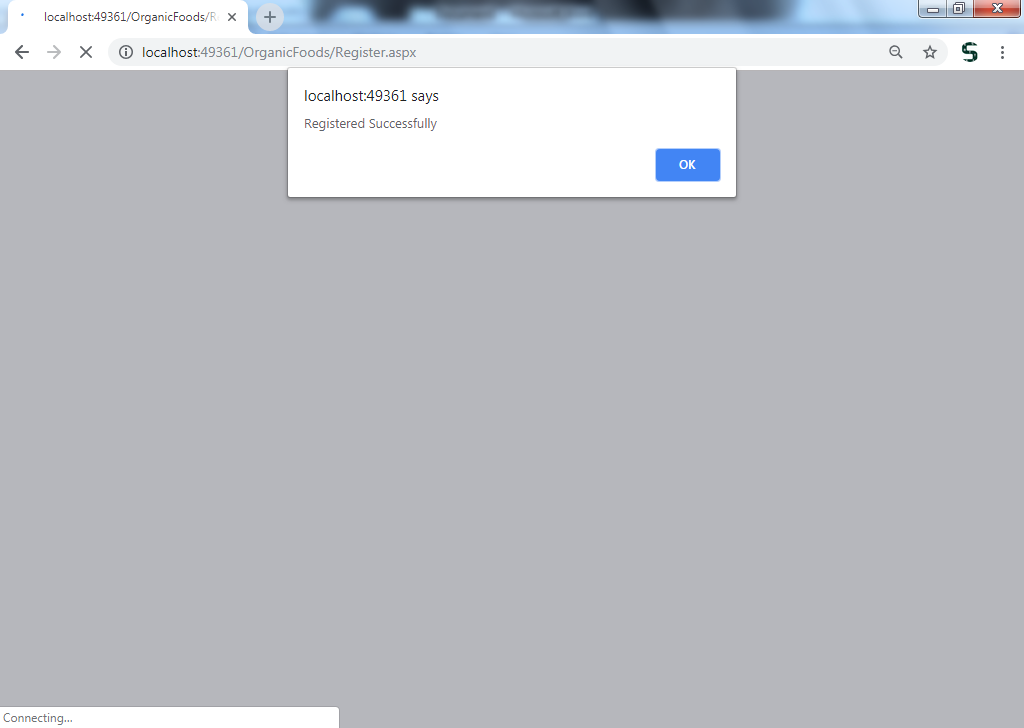 localhost:49361/OrganicFoods/R
localhost:49361/OrganicFoods/Register.aspx
localhost:49361 says
Registered Successfully
OK
Connecting...